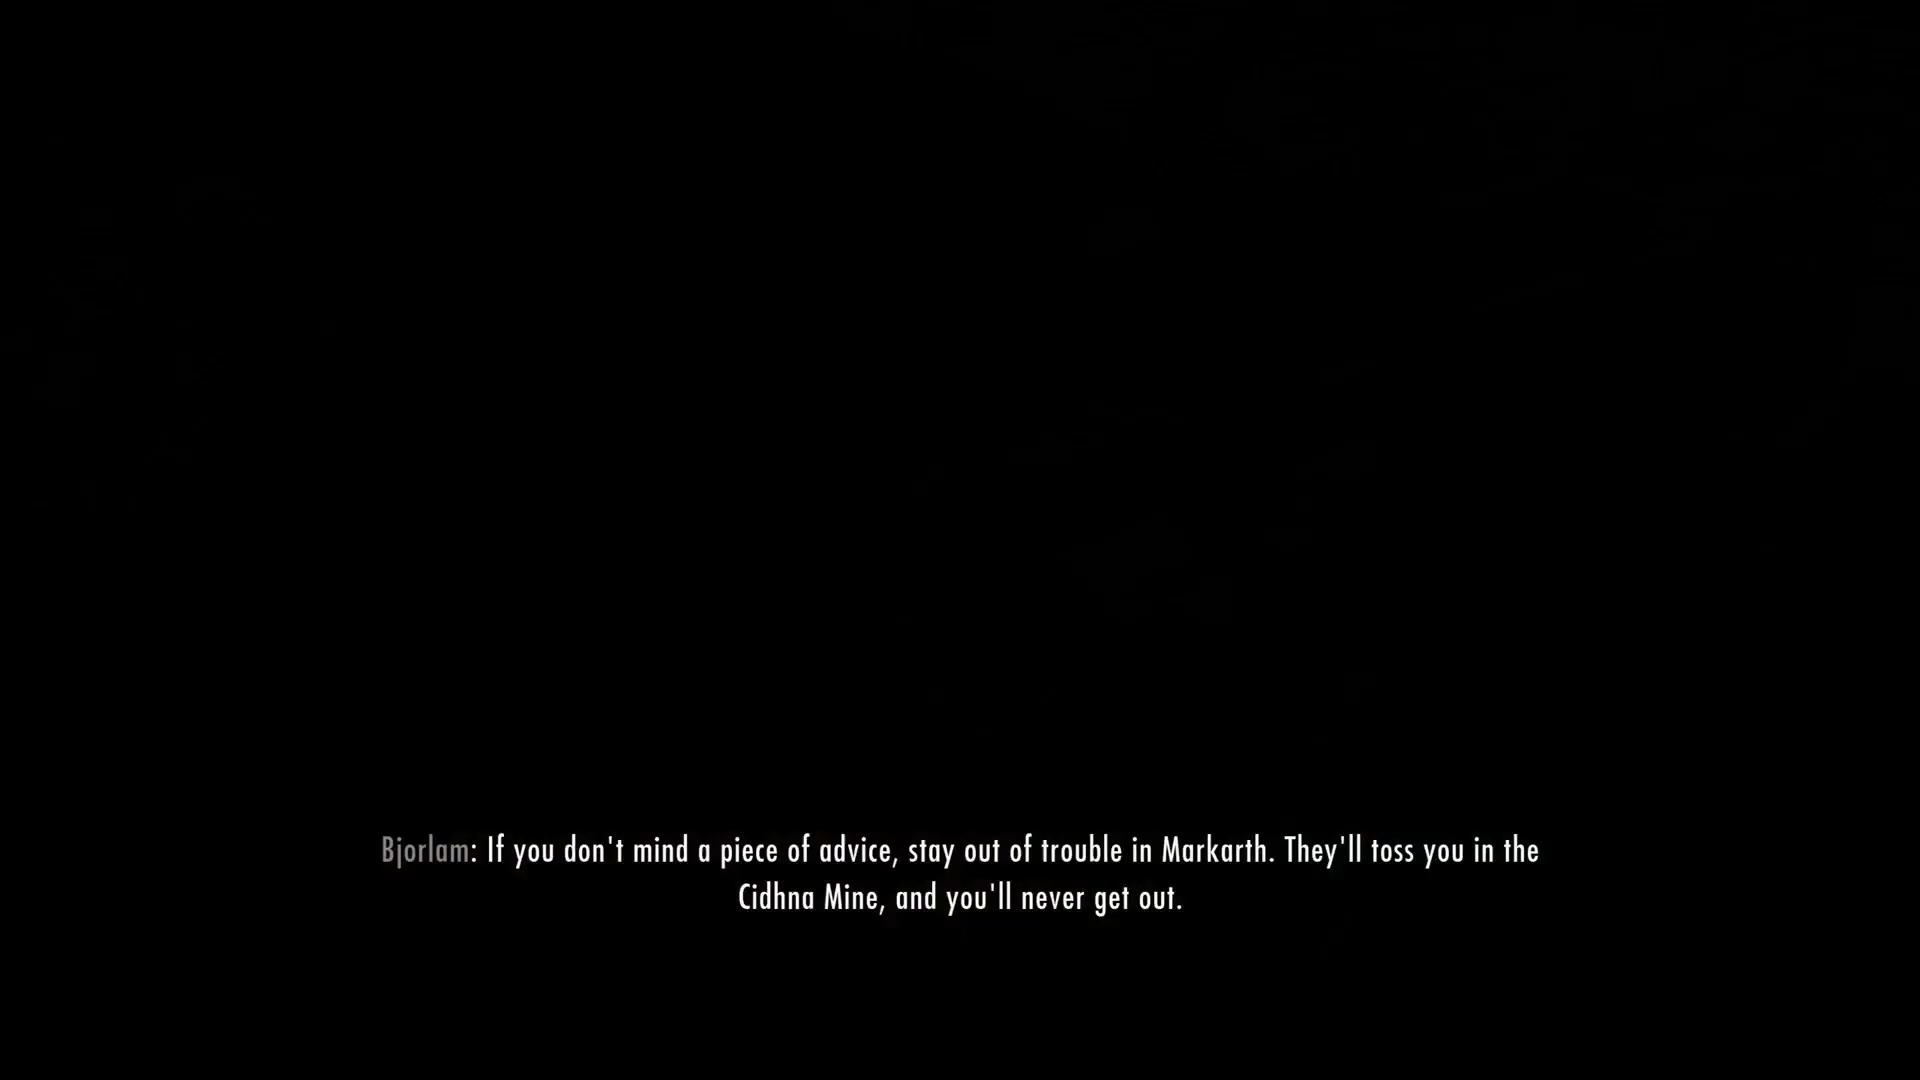 Bjorlam: If you don't mind a piece of advice, stay out of trouble in Markarth. They'll toss you in the
Cidhna Mine, and you'll never get out.